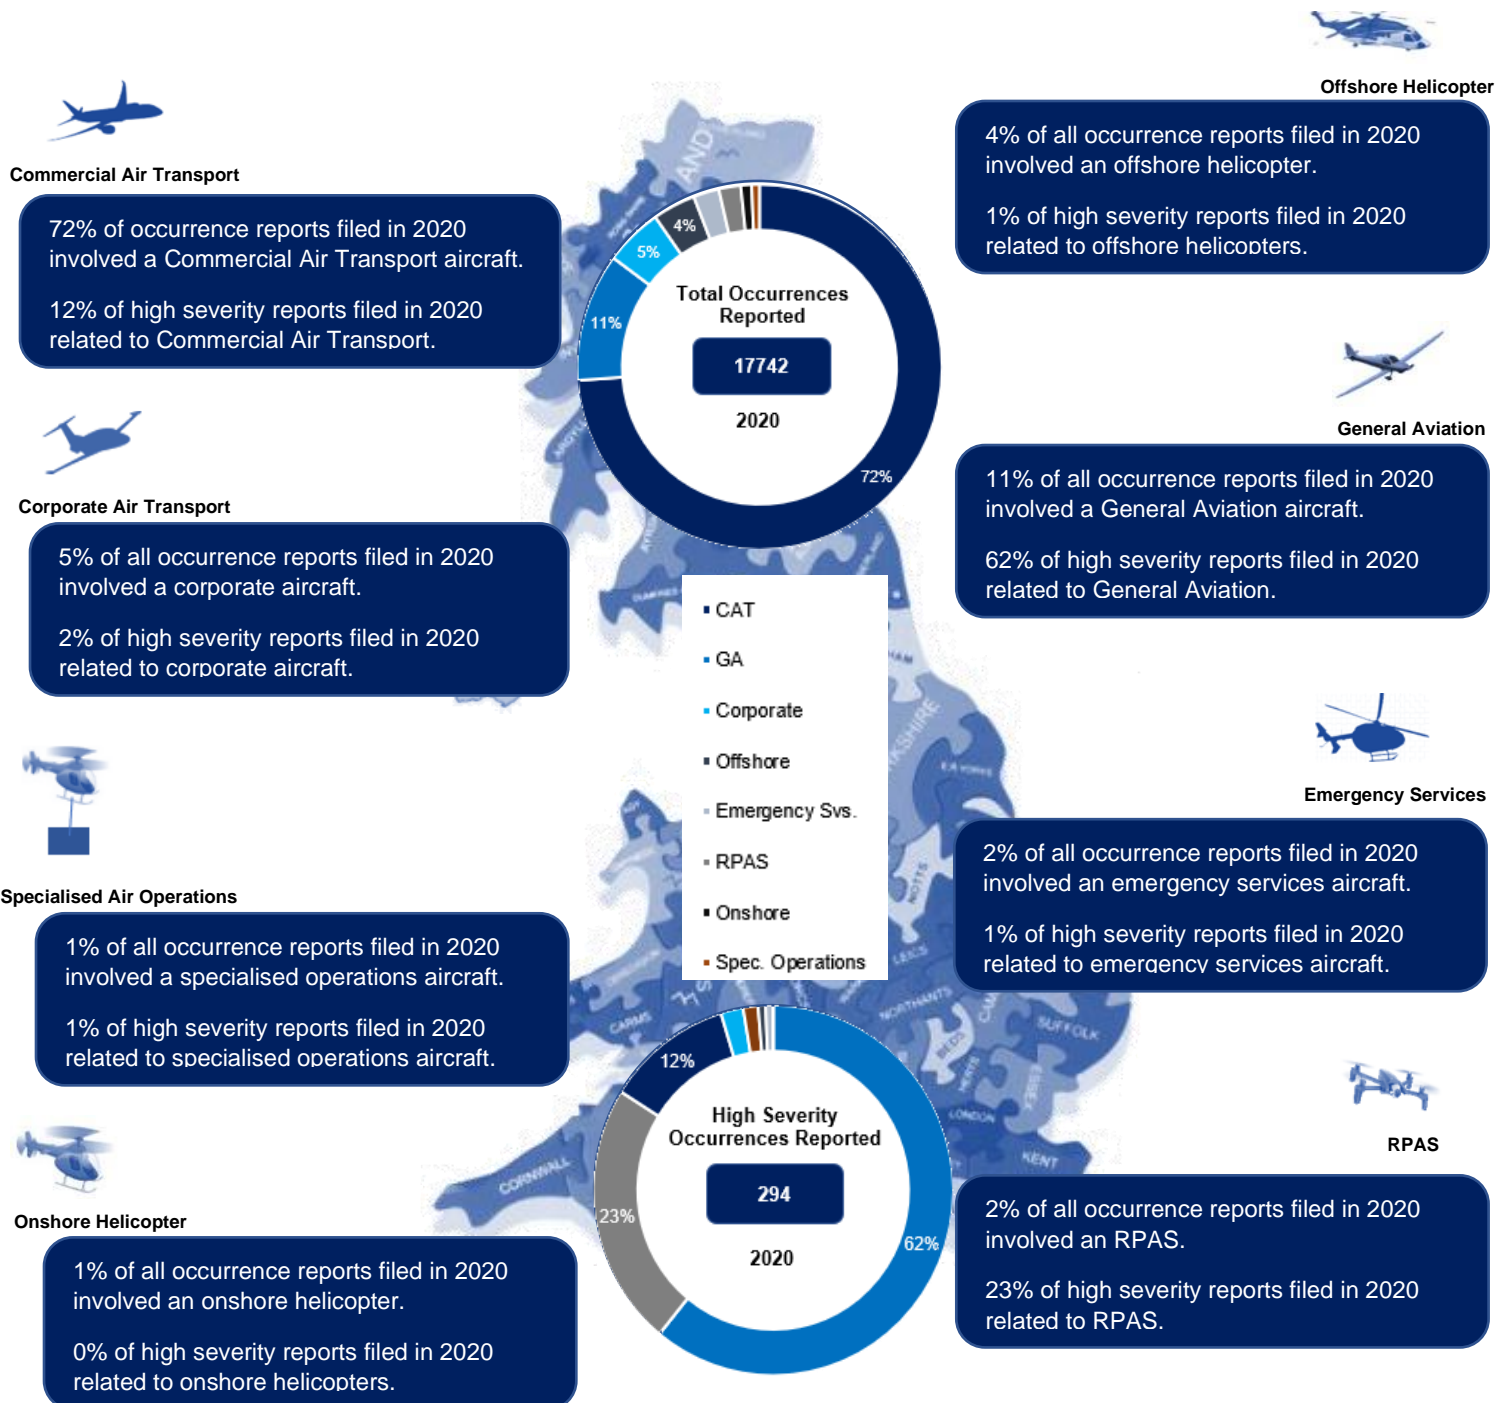 Offshore Helicopter
4% of all occurrence reports filed in 2020
involved an offshore helicopter.
1% of high severity reports filed in 2020
related to offshore helicopters.
Commercial Air Transport
72% of occurrence reports filed in 2020
involved a Commercial Air Transport aircraft.
12% of high severity reports filed in 2020
related to Commercial Air Transport.
AND
4%
5%
11%
72%
Total Occurrences
Reported
17742
2020
General Aviation
11% of all occurrence reports filed in 2020
involved a General Aviation aircraft.
62% of high severity reports filed in 2020
related to General Aviation.
Corporate Air Transport
5% of all occurrence reports filed in 2020
involved a corporate aircraft.
2% of high severity reports filed in 2020
related to corporate aircraft.
CAT
GA
Corporate
Offshore
Emergency Svs.
RPAS
Onshore
Spec. Operations
Emergency Services
2% of all occurrence reports filed in 2020
involved an emergency services aircraft.
1% of high severity reports filed in 2020
related to emergency services aircraft.
Specialised Air Operations
1% of all occurrence reports filed in 2020
involved a specialised operations aircraft.
1% of high severity reports filed in 2020
related to specialised operations aircraft.
NOTTS
LEICS
NORTHANTS
CARMS
SUFFOLK
BEDS
HERTS
ESSEX
LONDON
KENT
CORNWALL
12%
23%
62%
High Severity
Occurrences Reported
294
2020
RPAS
2% of all occurrence reports filed in 2020
involved an RPAS.
23% of high severity reports filed in 2020
related to RPAS.
Onshore Helicopter
1% of all occurrence reports filed in 2020
involved an onshore helicopter.
0% of high severity reports filed in 2020
related to onshore helicopters.